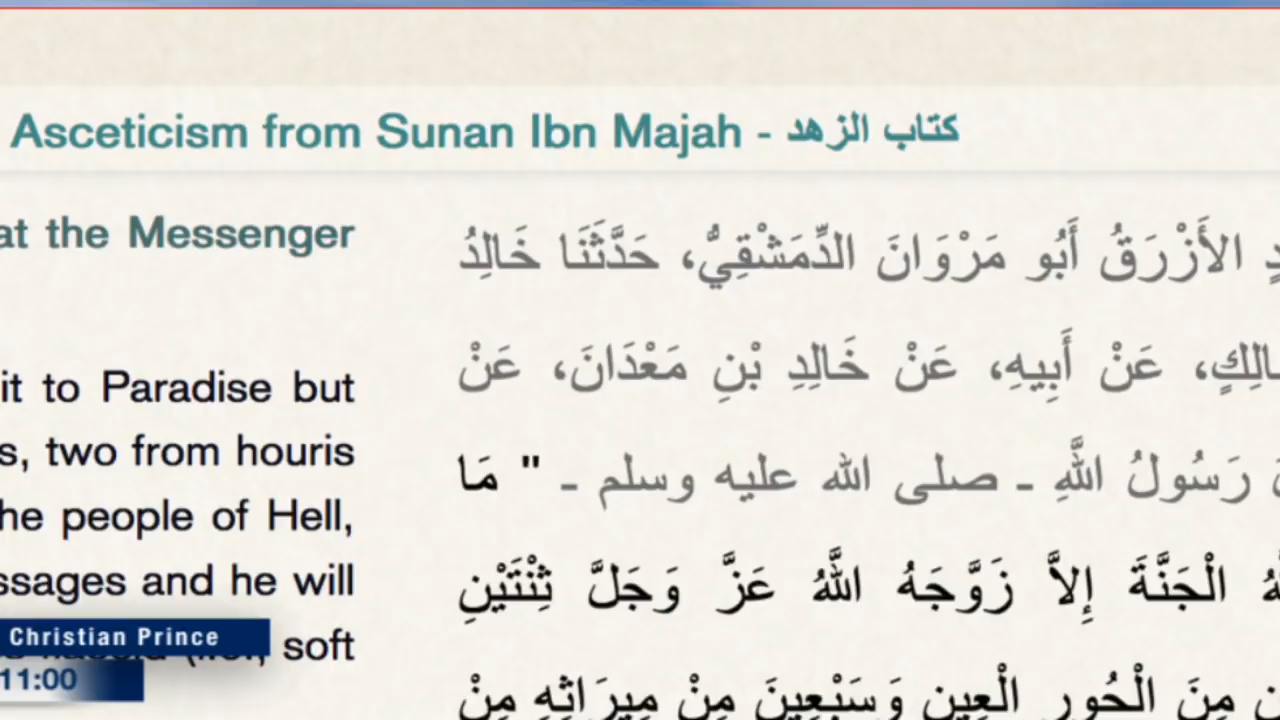 Asceticism from Sunan Ibn Majah - كتاب الزهد
at the Messenger
it to Paradise but
s, two from houris
he people of Hell,
ssages and he will
soft
الأَزْرَقُ أَبُو مَرْوَانَ الدِّمَشْقِيُّ، حَدَّثَنَا خَالِدُ
عَنْ أَبِيهِ، عَنْ خَالِدِ بْنِ مَعْدَانَ، عَنْ
رَسُولُ اللَّهِ ـ صلى الله عليه وسلم ـ " مَا
الْجَنَّةَ إِلاَّ زَوَّجَهُ اللَّهُ عَزَّ وَجَلَّ ثِنْتَيْنِ
مِنَ الْحُورِ الْعِينِ وَسَبْعِينَ مِنْ مِيرَاثِهِ مِنْ
Christian Prince
11:00